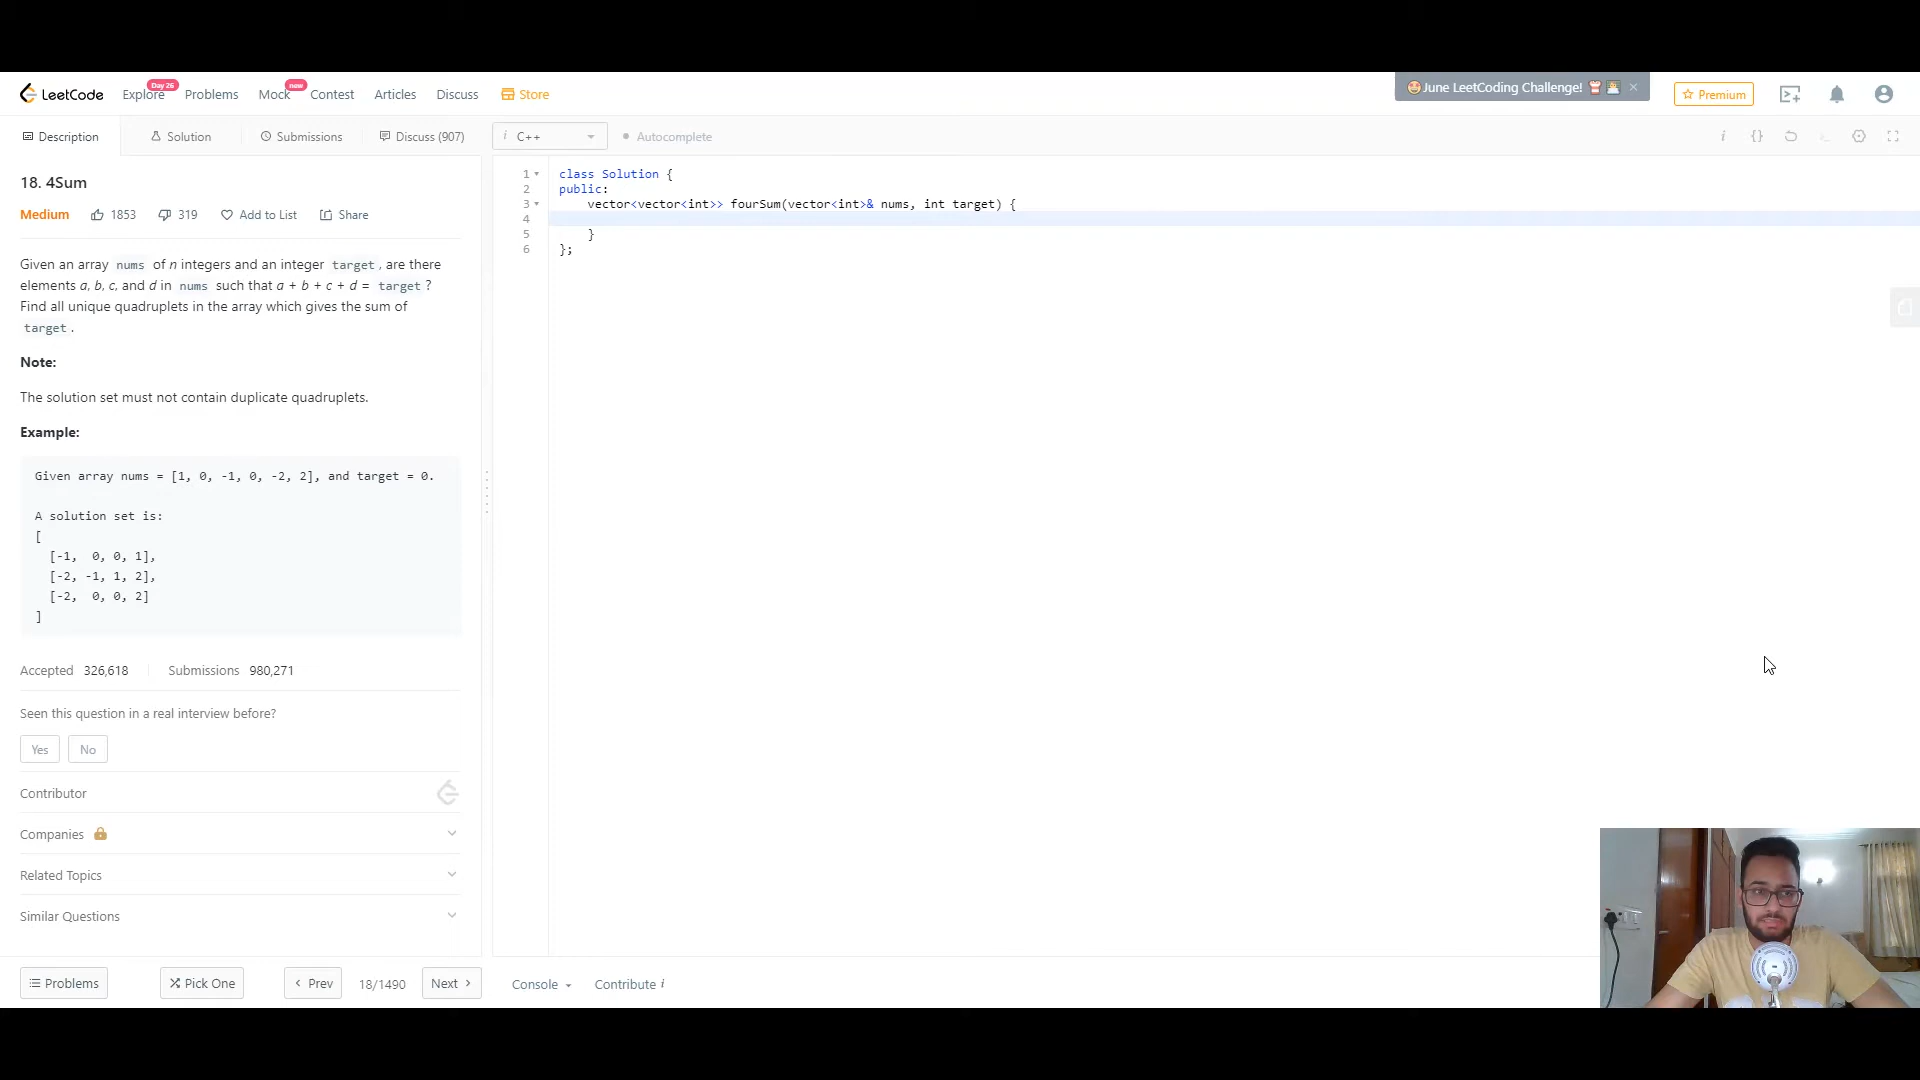 LeetCode
Explore
Day 26
Problems
Mock
new
Contest
Articles
Discuss
Store
June LeetCoding Challenge!
Premium
Description
Solution
Submissions
Discuss (907)
i C++
Autocomplete
18. 4Sum
Medium 1853 319 Add to List Share
Given an array nums of n integers and an integer target, are there
elements a, b, c, and d in nums such that a + b + c + d = target?
Find all unique quadruplets in the array which gives the sum of
target.
Note:
The solution set must not contain duplicate quadruplets.
Example:
Given array nums = [1, 0, -1, 0, -2, 2], and target = 0.
A solution set is:
[
[-1, 0, 0, 1],
[-2, -1, 1, 2],
[-2, 0, 0, 2]
]
Accepted 326,618 Submissions 980,271
Seen this question in a real interview before?
Yes No
Contributor
Companies
Related Topics
Similar Questions
Problems Pick One Prev 18/1490 Next
1 class Solution {
2 public:
3 vector<vector<int>> fourSum(vector<int>& nums, int target) {
4
5 }
6 };
Console Contribute i